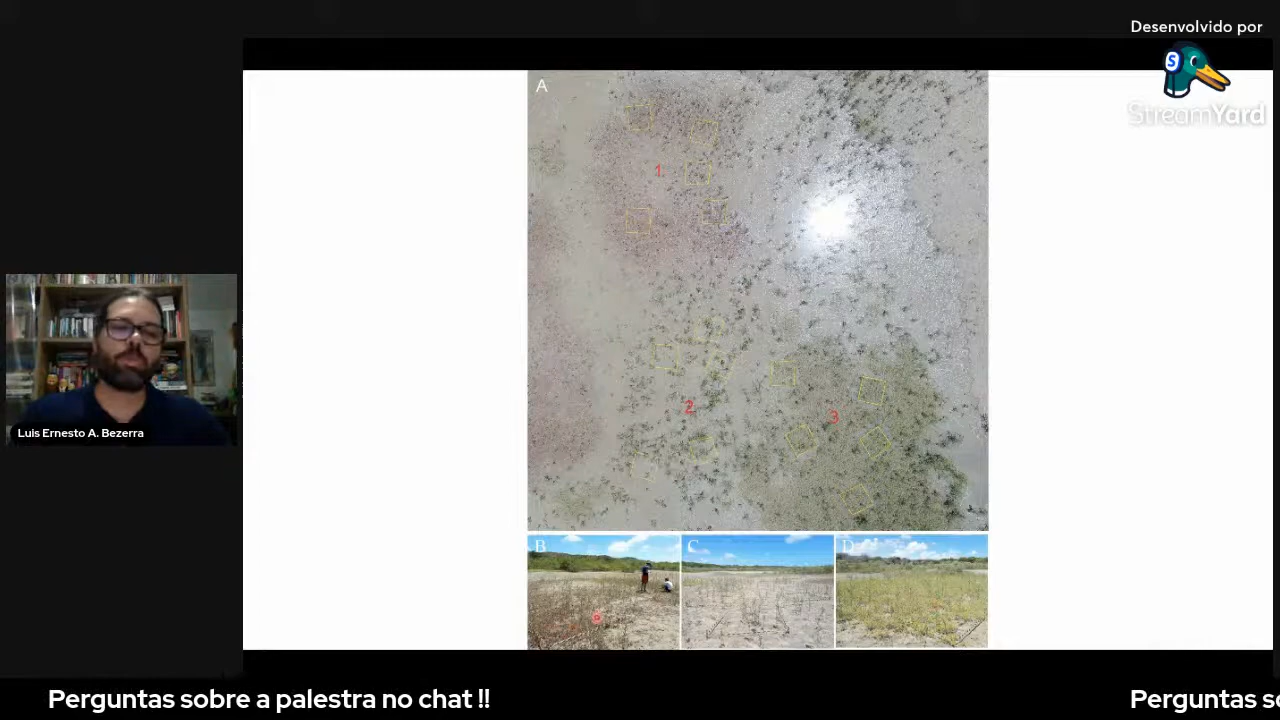 Desenvolvido por
S
StreamYard
A
1
2
3
B
C
D
Luis Ernesto A. Bezerra
Perguntas sobre a palestra no chat !!
Perguntas so